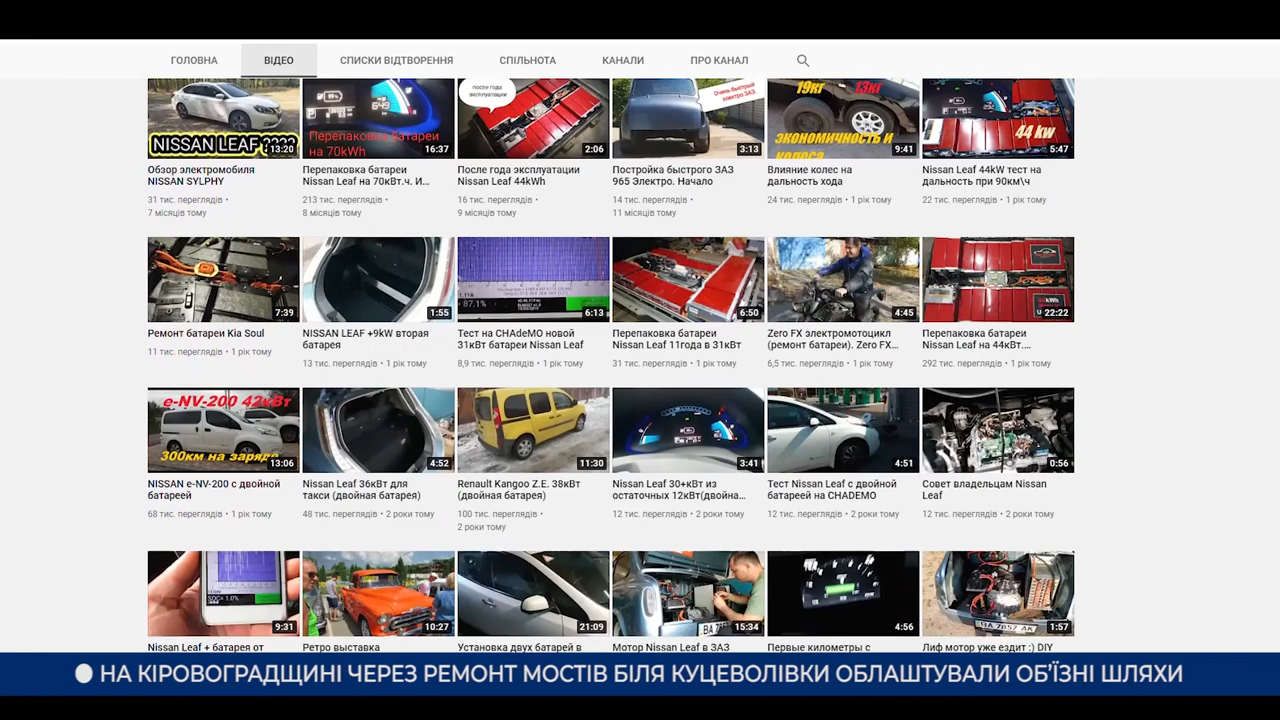 ГОЛОВНА
ВІДЕО
СПИСКИ ВІДТВОРЕННЯ
СПІЛЬНОТА
КАНАЛИ
ПРО КАНАЛ
NISSAN LEAF ????
13:20
649
Перепаковка батареи
на 70kWh
16:37
после года
эксплуатации
2:06
Очень быстрый
электро ЗАЗ.
3:13
19кг 13кг
ЭКОНОМИЧНОСТЬ И
колеса
9:41
44 kw
5:47
Обзор электромобиля
NISSAN SYLPHY
31 тис. переглядів •
7 місяців тому
Перепаковка батареи
Nissan Leaf на 70кВт.ч. И...
213 тис. переглядів •
8 місяців тому
После года эксплуатации
Nissan Leaf 44kWh
16 тис. переглядів •
9 місяців тому
Постройка быстрого ЗАЗ
965 Электро. Начало
14 тис. переглядів •
11 місяців тому
Влияние колес на
дальность хода
24 тис. переглядів • 1 рік тому
Nissan Leaf 44kW тест на
дальность при 90км\ч
22 тис. переглядів • 1 рік тому
7:39
1:55
87,1%
6:13
6:50
4:45
22:22
Ремонт батареи Kia Soul
11 тис. переглядів • 1 рік тому
NISSAN LEAF +9kW вторая
батарея
13 тис. переглядів • 1 рік тому
Тест на CHAdeMO новой
31кВт батареи Nissan Leaf
8,9 тис. переглядів • 1 рік тому
Перепаковка батареи
Nissan Leaf 11года в 31кВт
31 тис. переглядів • 1 рік тому
Zero FX электромотоцикл
(ремонт батареи). Zero FX...
6,5 тис. переглядів • 1 рік тому
Перепаковка батареи
Nissan Leaf на 44кВт....
292 тис. переглядів • 1 рік тому
e-NV-200 42кВт
300км на заряде
13:06
4:52
11:30
3:41
4:51
0:56
NISSAN e-NV-200 с двойной
батареей
68 тис. переглядів • 1 рік тому
Nissan Leaf 36кВт для
такси (двойная батарея)
48 тис. переглядів • 2 роки тому
Renault Kangoo Z.E. 38кВт
(двойная батарея)
100 тис. переглядів •
2 роки тому
Nissan Leaf 30+кВт из
остаточных 12кВт(двойна...
12 тис. переглядів • 2 роки тому
Тест Nissan Leaf с двойной
батареей на CHADEMO
12 тис. переглядів • 2 роки тому
Совет владельцам Nissan
Leaf
12 тис. переглядів • 2 роки тому
SOC= 1.0%
9:31
10:27
21:09
ВА
15:34
4:56
ВА 7857 АК
1:57
Nissan Leaf + батарея от
Ретро выставка
Установка двух батарей в
Мотор Nissan Leaf в ЗАЗ
Первые километры с
Лиф мотор уже ездит :) DIY
НА КІРОВОГРАДЩИНІ ЧЕРЕЗ РЕМОНТ МОСТІВ БІЛЯ КУЦЕВОЛІВКИ ОБЛАШТУВАЛИ ОБ'ЇЗНІ ШЛЯХИ